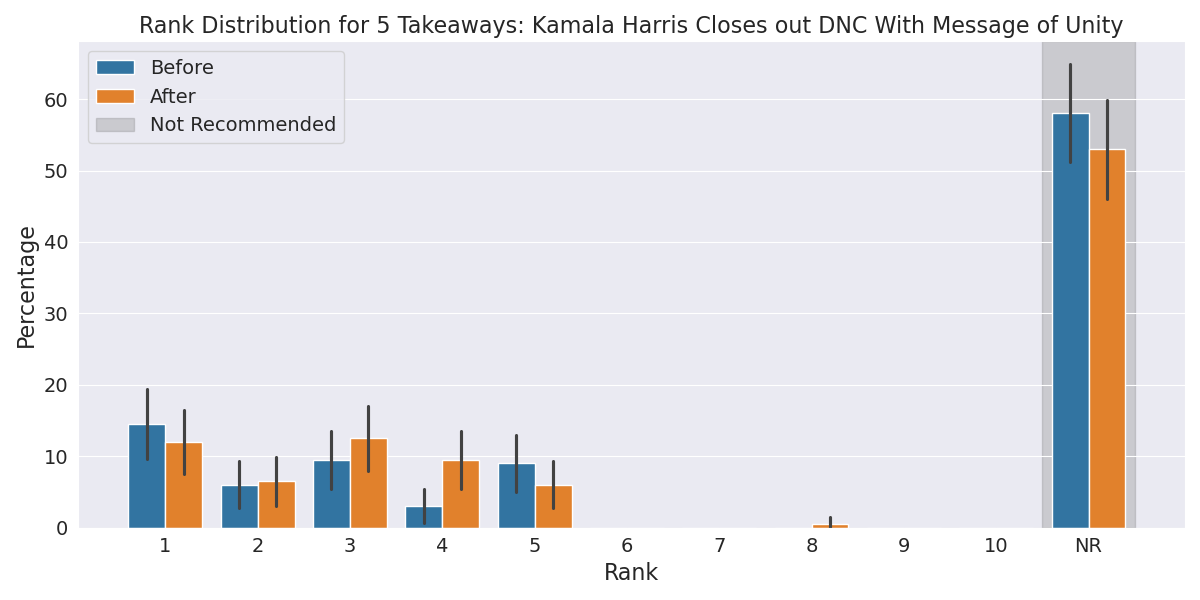 Rank Distribution for 5 Takeaways: Kamala Harris Closes out DNC With Message of Unity
Before
After
Not Recommended
Percentage
60
50
40
30
20
10
0
1 2 3 4 5 6 7 8 9 10 NR
Rank